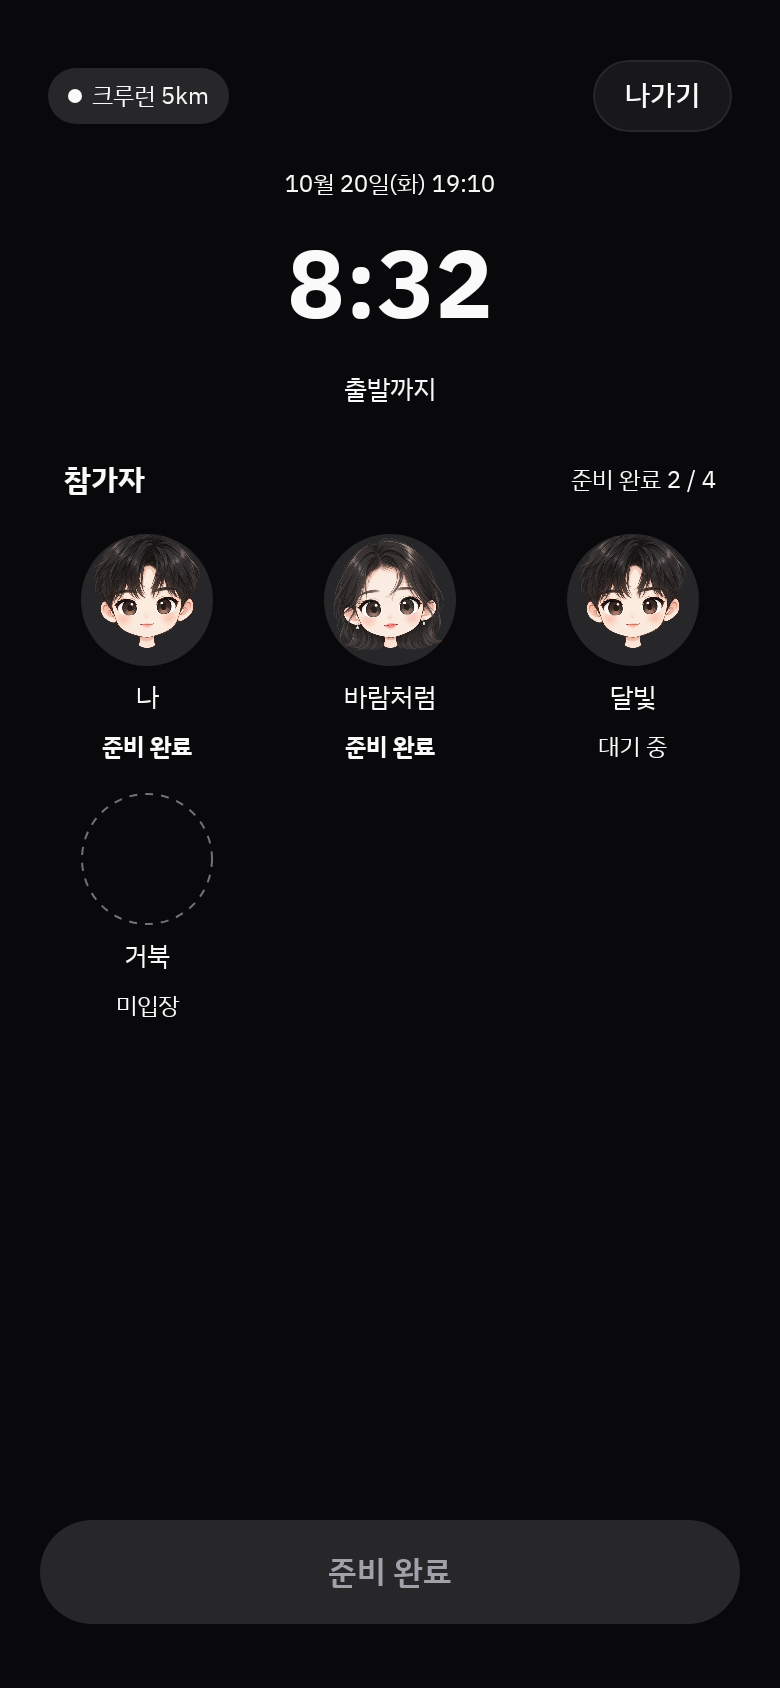 크루런 5km
나가기
10월 20일(화) 19:10
8:32
출발까지
참가자
준비 완료 2 / 4
나
바람처럼
달빛
준비 완료
준비 완료
대기 중
거북
미입장
준비 완료